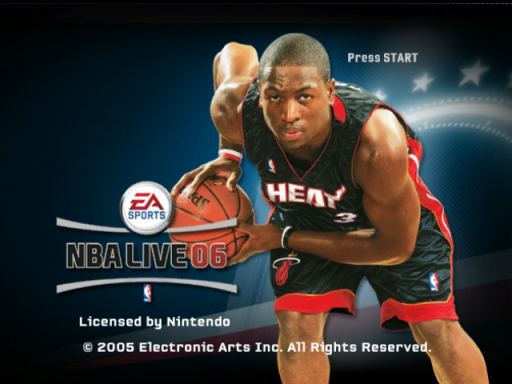 Press START
HEAT
3
EA
SPORTS
NBA LIVE 06
Licensed by Nintendo
© 2005 Electronic Arts Inc. All Rights Reserved.